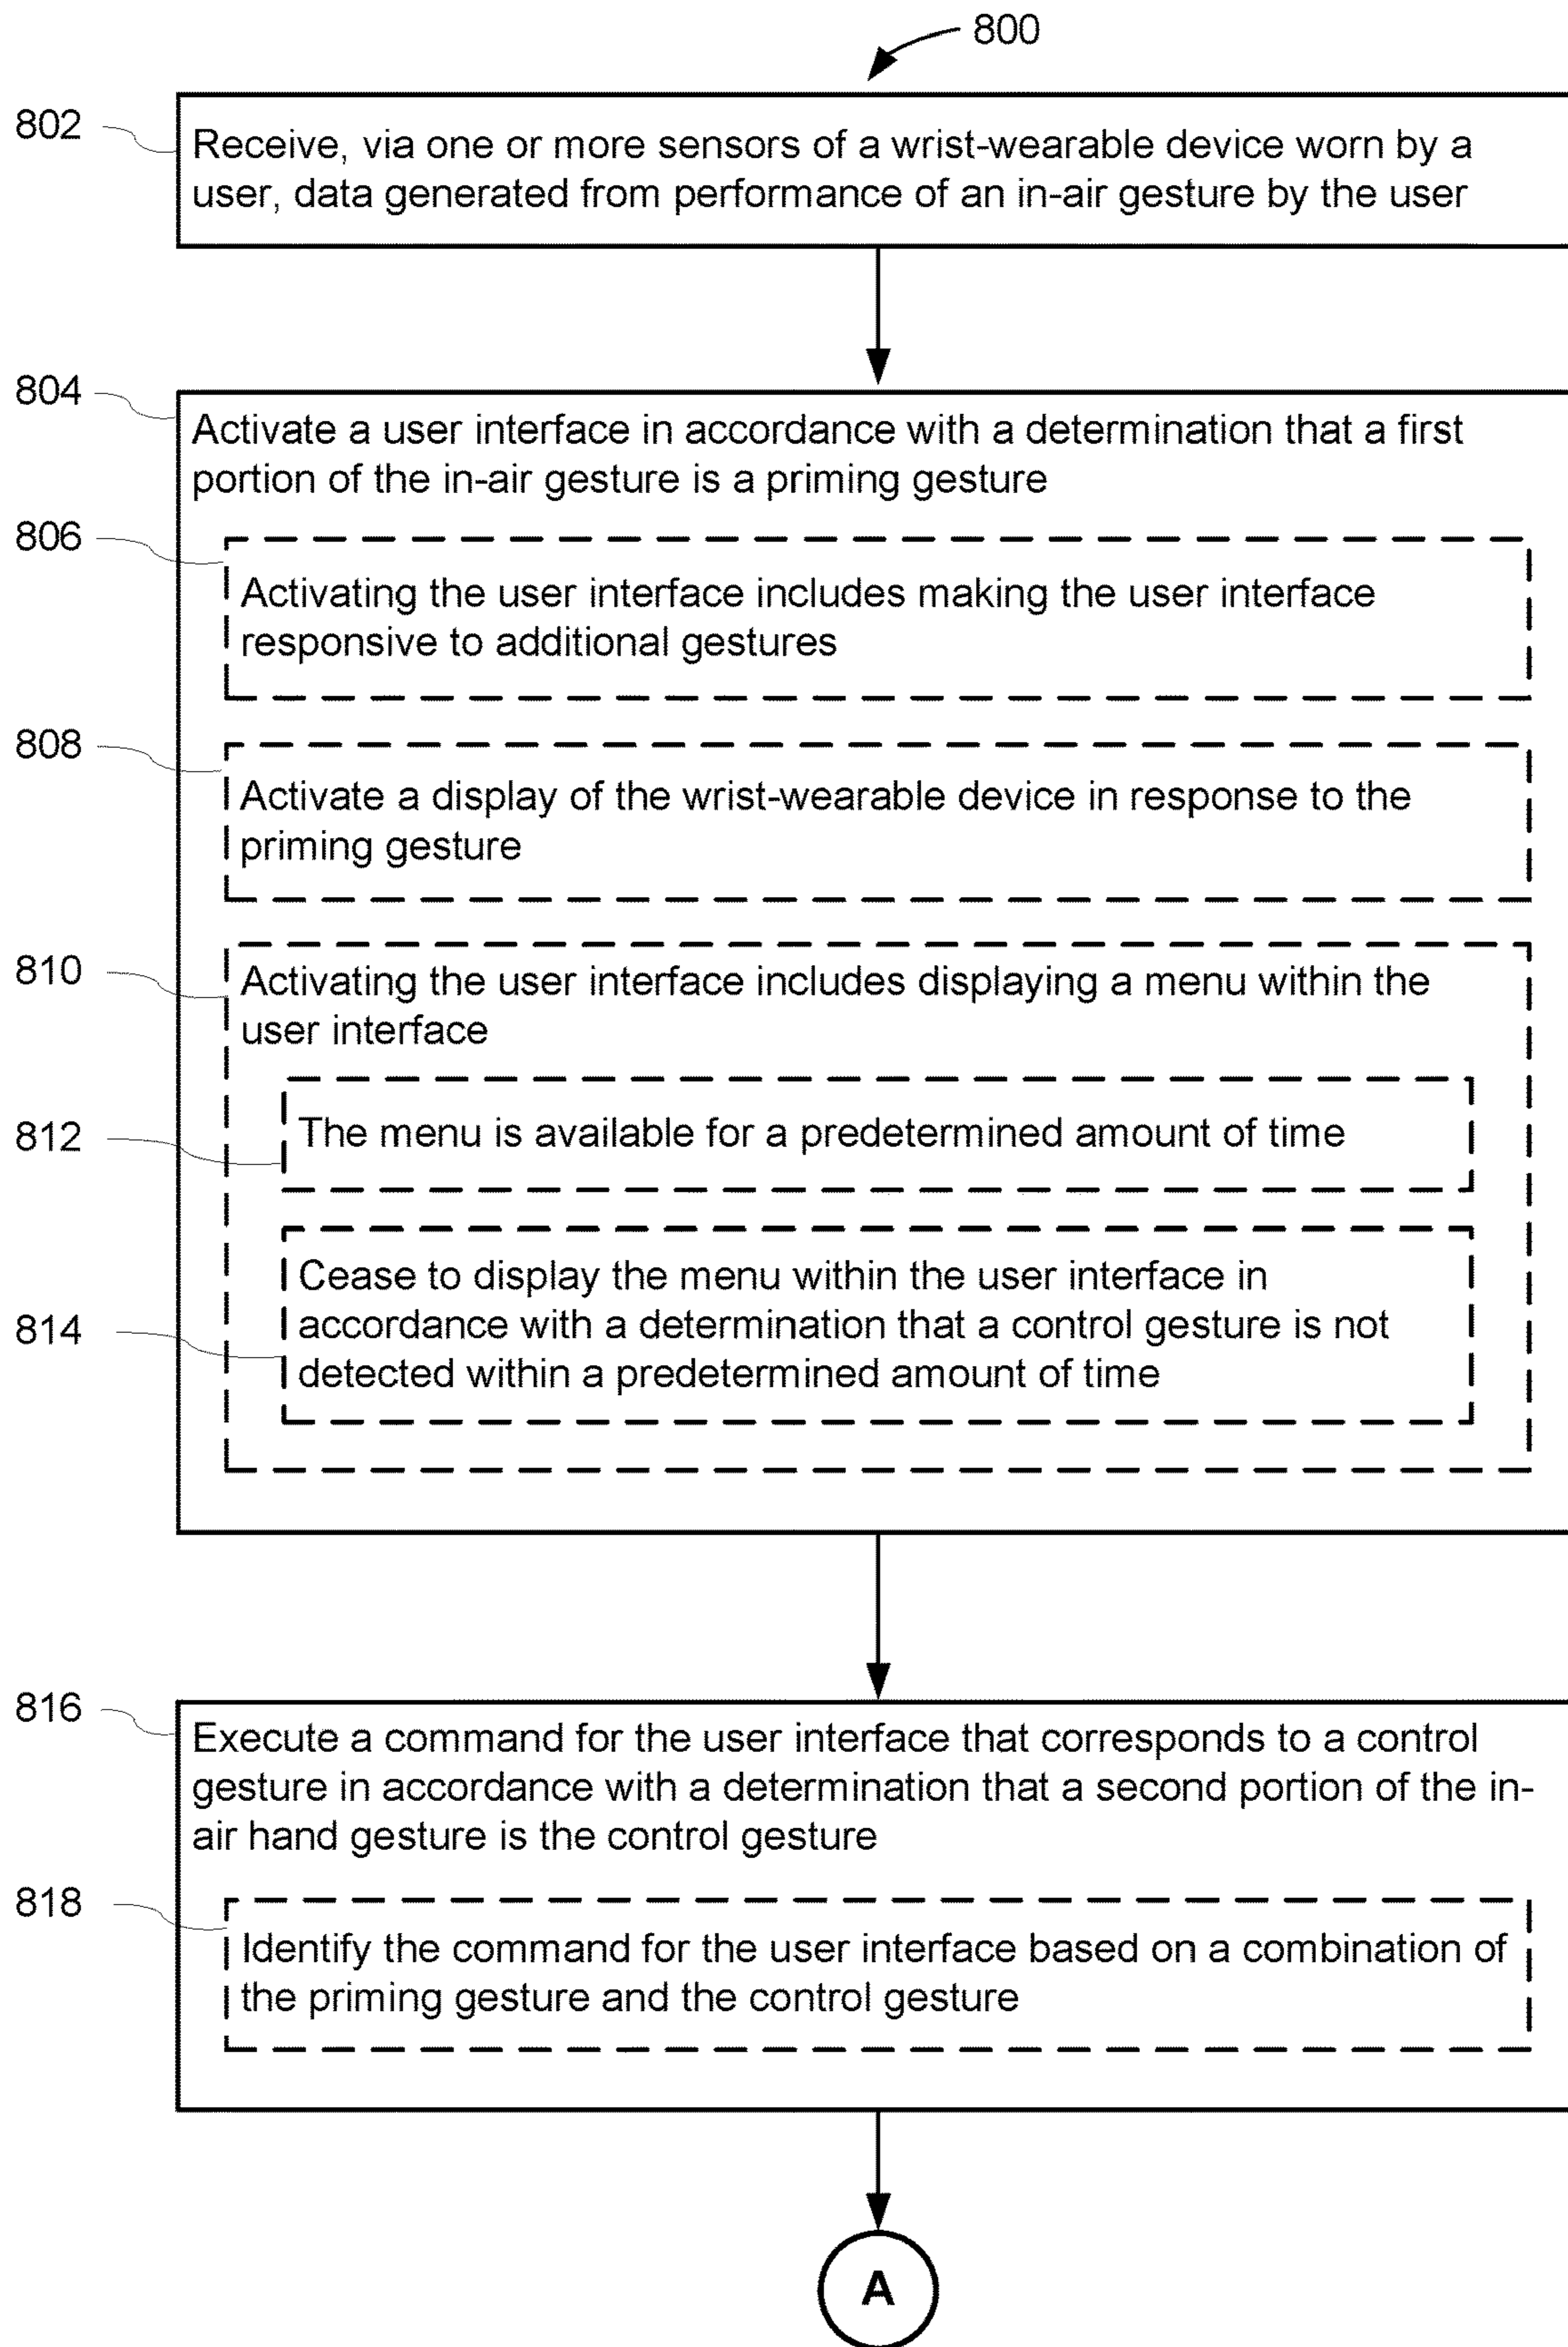 800
802
Receive, via one or more sensors of a wrist-wearable device worn by a
user, data generated from performance of an in-air gesture by the user
804
Activate a user interface in accordance with a determination that a first
portion of the in-air gesture is a priming gesture
806
Activating the user interface includes making the user interface
responsive to additional gestures
808
Activate a display of the wrist-wearable device in response to the
priming gesture
810
Activating the user interface includes displaying a menu within the
user interface
812
The menu is available for a predetermined amount of time
814
Cease to display the menu within the user interface in
accordance with a determination that a control gesture is not
detected within a predetermined amount of time
816
Execute a command for the user interface that corresponds to a control
gesture in accordance with a determination that a second portion of the in-
air hand gesture is the control gesture
818
Identify the command for the user interface based on a combination of
the priming gesture and the control gesture
A